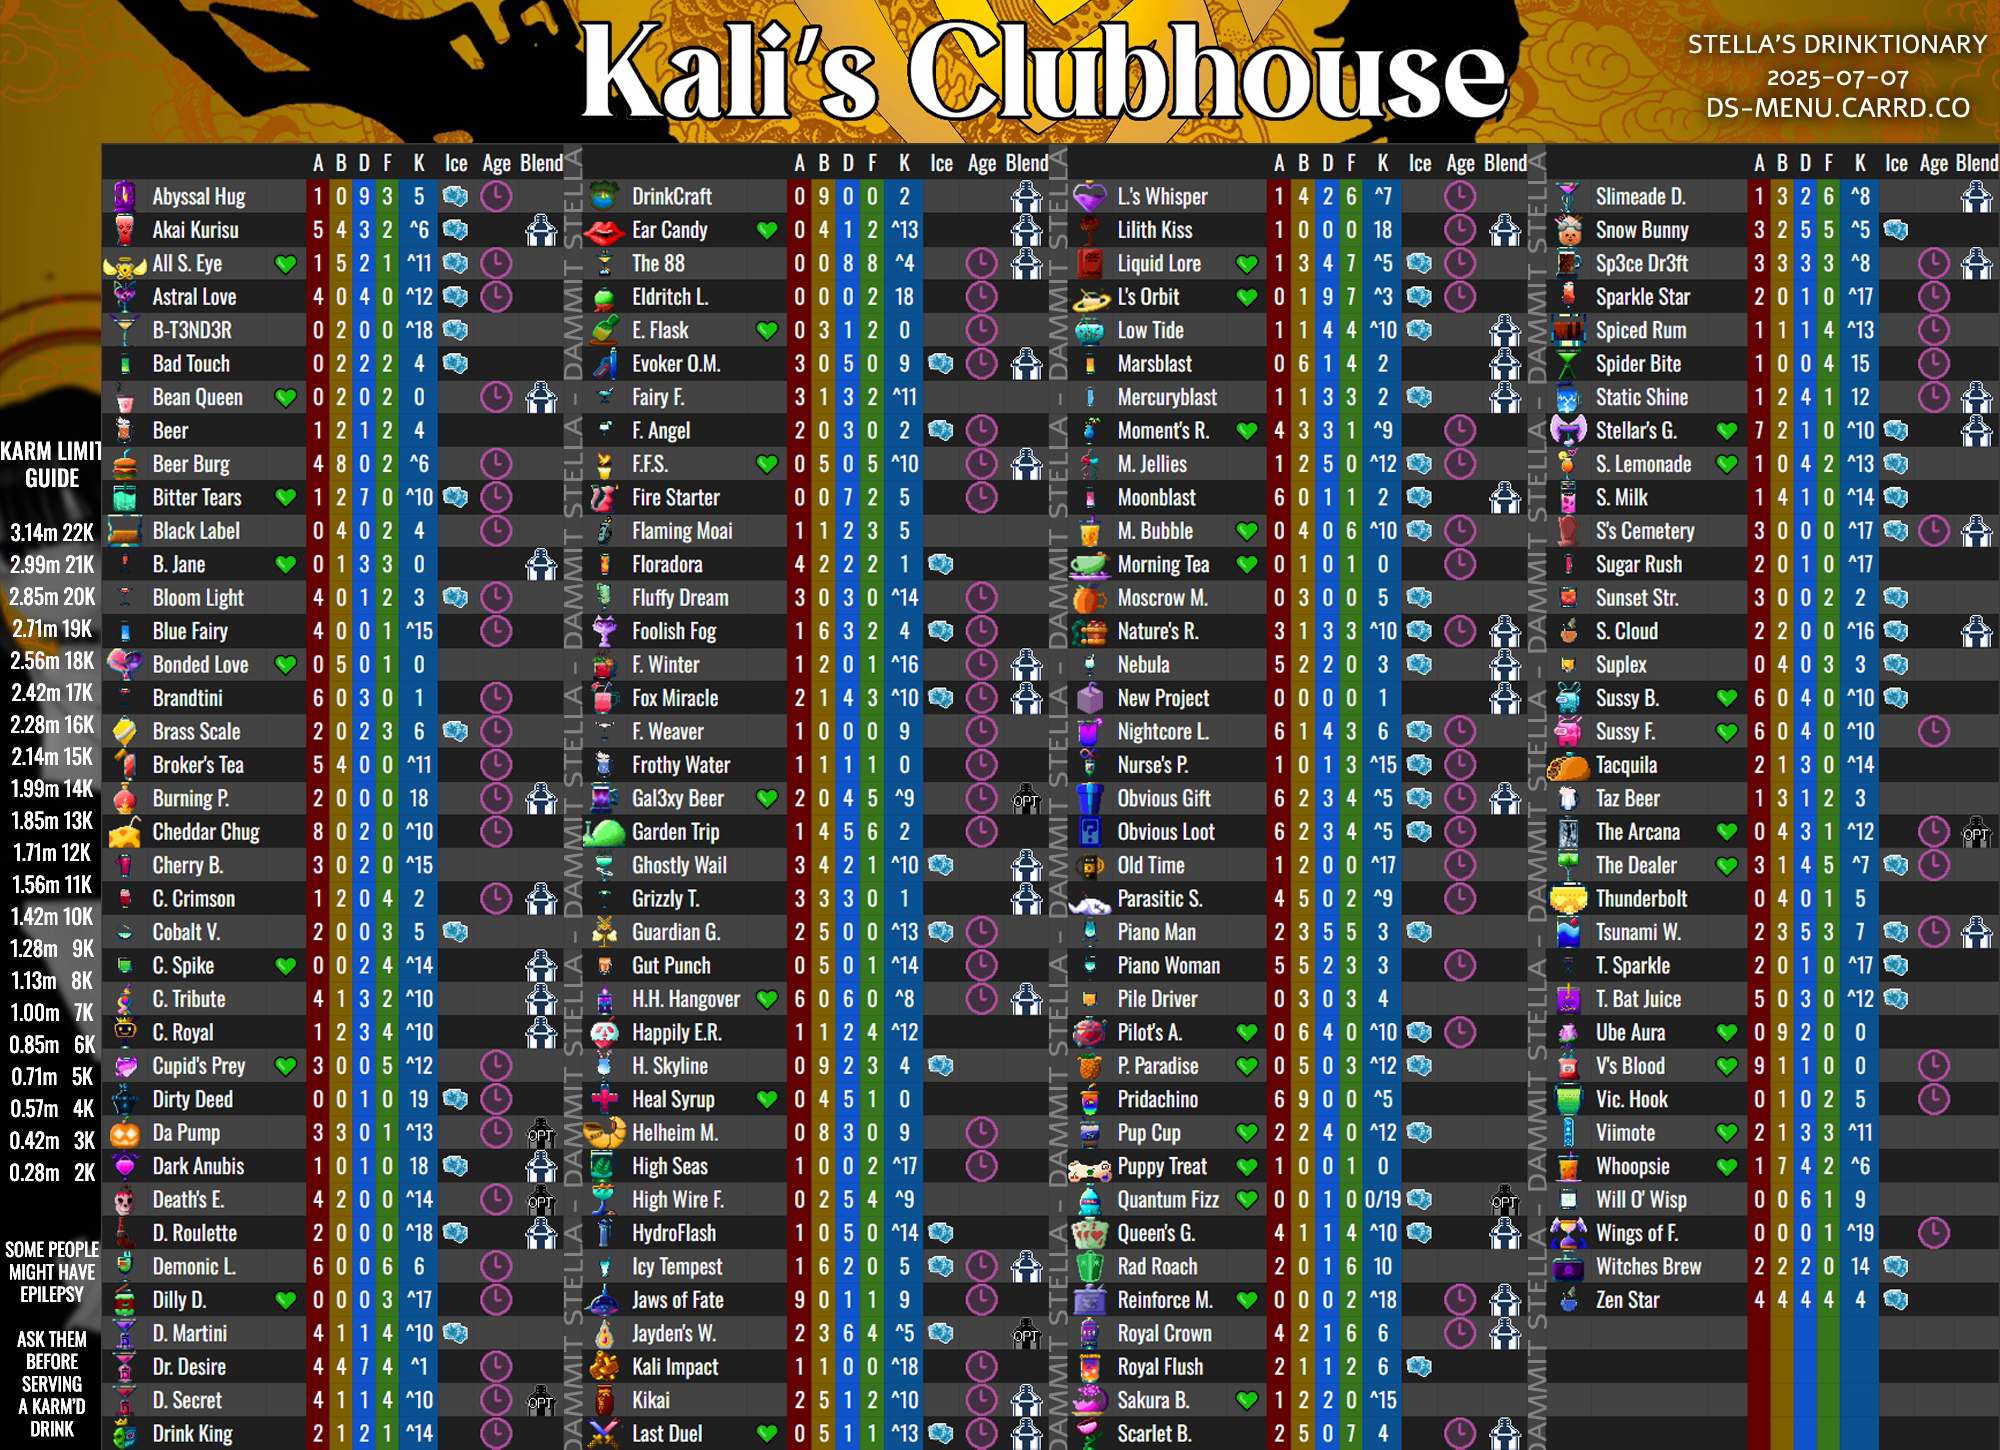 Kali's Clubhouse
STELLA'S DRINKTIONARY
2025-07-07
DS-MENU.CARRD.CO
KARM LIMIT
GUIDE
3.14m 22K
2.99m 21K
2.85m 20K
2.71m 19K
2.56m 18K
2.42m 17K
2.28m 16K
2.14m 15K
1.99m 14K
1.85m 13K
1.71m 12K
1.56m 11K
1.42m 10K
1.28m 9K
1.13m 8K
1.00m 7K
0.85m 6K
0.71m 5K
0.57m 4K
0.42m 3K
0.28m 2K
SOME PEOPLE
MIGHT HAVE
EPILEPSY
ASK THEM
BEFORE
SERVING
A KARM'D
DRINK
A B D F K Ice Age Blend
Abyssal Hug 1 0 9 3 5
Akai Kurisu 5 4 3 2 ^6
All S. Eye 1 5 2 1 ^11
Astral Love 4 0 4 0 ^12
B-T3ND3R 0 2 0 0 ^18
Bad Touch 0 2 2 2 4
Bean Queen 0 2 0 2 0
Beer 1 2 1 2 4
Beer Burg 4 8 0 2 ^6
Bitter Tears 1 2 7 0 ^10
Black Label 0 4 0 2 4
B. Jane 0 1 3 3 0
Bloom Light 4 0 1 2 3
Blue Fairy 4 0 0 1 ^15
Bonded Love 0 5 0 1 0
Brandtini 6 0 3 0 1
Brass Scale 2 0 2 3 6
Broker's Tea 5 4 0 0 ^11
Burning P. 2 0 0 0 18
Cheddar Chug 8 0 2 0 ^10
Cherry B. 3 0 2 0 ^15
C. Crimson 1 2 0 4 2
Cobalt V. 2 0 0 3 5
C. Spike 0 0 2 4 ^14
C. Tribute 4 1 3 2 ^10
C. Royal 1 2 3 4 ^10
Cupid's Prey 3 0 0 5 ^12
Dirty Deed 0 0 1 0 19
Da Pump 3 3 0 1 ^13 OPT
Dark Anubis 1 0 1 0 18
Death's E. 4 2 0 0 ^14 OPT
D. Roulette 2 0 0 0 ^18
Demonic L. 6 0 0 6 6
Dilly D. 0 0 0 3 ^17
D. Martini 4 1 1 4 ^10
Dr. Desire 4 4 7 4 ^1
D. Secret 4 1 1 4 ^10 OPT
Drink King 2 1 2 1 ^14
DAMMIT STELLA - DAMMIT STELLA - DAMMIT STELLA - DAMMIT STELLA
A B D F K Ice Age Blend
DrinkCraft 0 9 0 0 2
Ear Candy 0 4 1 2 ^13
The 88 0 0 8 8 ^4
Eldritch L. 0 0 0 2 18
E. Flask 0 3 1 2 0
Evoker O.M. 3 0 5 0 9
Fairy F. 3 1 3 2 ^11
F. Angel 2 0 3 0 2
F.F.S. 0 5 0 5 ^10
Fire Starter 0 0 7 2 5
Flaming Moai 1 1 2 3 5
Floradora 4 2 2 2 1
Fluffy Dream 3 0 3 0 ^14
Foolish Fog 1 6 3 2 4
F. Winter 1 2 0 1 ^16
Fox Miracle 2 1 4 3 ^10
F. Weaver 1 0 0 0 9
Frothy Water 1 1 1 1 0
Gal3xy Beer 2 0 4 5 ^9 OPT
Garden Trip 1 4 5 6 2
Ghostly Wail 3 4 2 1 ^10
Grizzly T. 3 3 3 0 1
Guardian G. 2 5 0 0 ^13
Gut Punch 0 5 0 1 ^14
H.H. Hangover 6 0 6 0 ^8
Happily E.R. 1 1 2 4 ^12
H. Skyline 0 9 2 3 4
Heal Syrup 0 4 5 1 0
Helheim M. 0 8 3 0 9
High Seas 1 0 0 2 ^17
High Wire F. 0 2 5 4 ^9
HydroFlash 1 0 5 0 ^14
Icy Tempest 1 6 2 0 5
Jaws of Fate 9 0 1 1 9
Jayden's W. 2 3 6 4 ^5 OPT
Kali Impact 1 1 0 0 ^18
Kikai 2 5 1 2 ^10
Last Duel 0 5 1 1 ^13
DAMMIT STELLA - DAMMIT STELLA - DAMMIT STELLA - DAMMIT STELLA
A B D F K Ice Age Blend
L.'s Whisper 1 4 2 6 ^7
Lilith Kiss 1 0 0 0 18
Liquid Lore 1 3 4 7 ^5
L's Orbit 0 1 9 7 ^3
Low Tide 1 1 4 4 ^10
Marsblast 0 6 1 4 2
Mercuryblast 1 1 3 3 2
Moment's R. 4 3 3 1 ^9
M. Jellies 1 2 5 0 ^12
Moonblast 6 0 1 1 2
M. Bubble 0 4 0 6 ^10
Morning Tea 0 1 0 1 0
Moscrow M. 0 3 0 0 5
Nature's R. 3 1 3 3 ^10
Nebula 5 2 2 0 3
New Project 0 0 0 0 1
Nightcore L. 6 1 4 3 6
Nurse's P. 1 0 1 3 ^15
Obvious Gift 6 2 3 4 ^5
Obvious Loot 6 2 3 4 ^5
Old Time 1 2 0 0 ^17
Parasitic S. 4 5 0 2 ^9
Piano Man 2 3 5 5 3
Piano Woman 5 5 2 3 3
Pile Driver 0 3 0 3 4
Pilot's A. 0 6 4 0 ^10
P. Paradise 0 5 0 3 ^12
Pridachino 6 9 0 0 ^5
Pup Cup 2 2 4 0 ^12
Puppy Treat 1 0 0 1 0
Quantum Fizz 0 0 1 0 0/19 OPT
Queen's G. 4 1 1 4 ^10
Rad Roach 2 0 1 6 10
Reinforce M. 0 0 0 2 ^18
Royal Crown 4 2 1 6 6
Royal Flush 2 1 1 2 6
Sakura B. 1 2 2 0 ^15
Scarlet B. 2 5 0 7 4
DAMMIT STELLA - DAMMIT STELLA - DAMMIT STELLA - DAMMIT STELLA
A B D F K Ice Age Blend
Slimeade D. 1 3 2 6 ^8
Snow Bunny 3 2 5 5 ^5
Sp3ce Dr3ft 3 3 3 3 ^8
Sparkle Star 2 0 1 0 ^17
Spiced Rum 1 1 1 4 ^13
Spider Bite 1 0 0 4 15
Static Shine 1 2 4 1 12
Stellar's G. 7 2 1 0 ^10
S. Lemonade 1 0 4 2 ^13
S. Milk 1 4 1 0 ^14
S's Cemetery 3 0 0 0 ^17
Sugar Rush 2 0 1 0 ^17
Sunset Str. 3 0 0 2 2
S. Cloud 2 2 0 0 ^16
Suplex 0 4 0 3 3
Sussy B. 6 0 4 0 ^10
Sussy F. 6 0 4 0 ^10
Tacquila 2 1 3 0 ^14
Taz Beer 1 3 1 2 3
The Arcana 0 4 3 1 ^12 OPT
The Dealer 3 1 4 5 ^7
Thunderbolt 0 4 0 1 5
Tsunami W. 2 3 5 3 7
T. Sparkle 2 0 1 0 ^17
T. Bat Juice 5 0 3 0 ^12
Ube Aura 0 9 2 0 0
V's Blood 9 1 1 0 0
Vic. Hook 0 1 0 2 5
Viimote 2 1 3 3 ^11
Whoopsie 1 7 4 2 ^6
Will O' Wisp 0 0 6 1 9
Wings of F. 0 0 0 1 ^19
Witches Brew 2 2 2 0 14
Zen Star 4 4 4 4 4